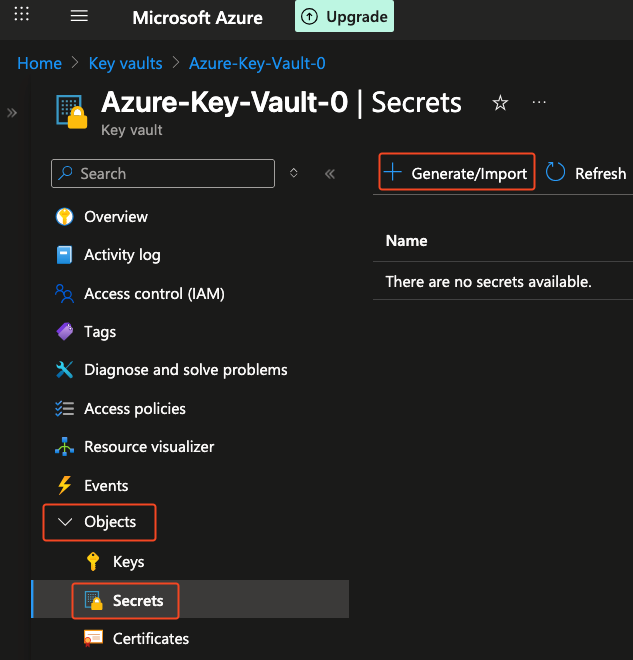 Microsoft Azure
Upgrade
Home > Key vaults > Azure-Key-Vault-0
Azure-Key-Vault-0 | Secrets
Key vault
Search
Generate/Import
Refresh
Overview
Activity log
Access control (IAM)
Tags
Diagnose and solve problems
Access policies
Resource visualizer
Events
Objects
Keys
Secrets
Certificates
Name
There are no secrets available.